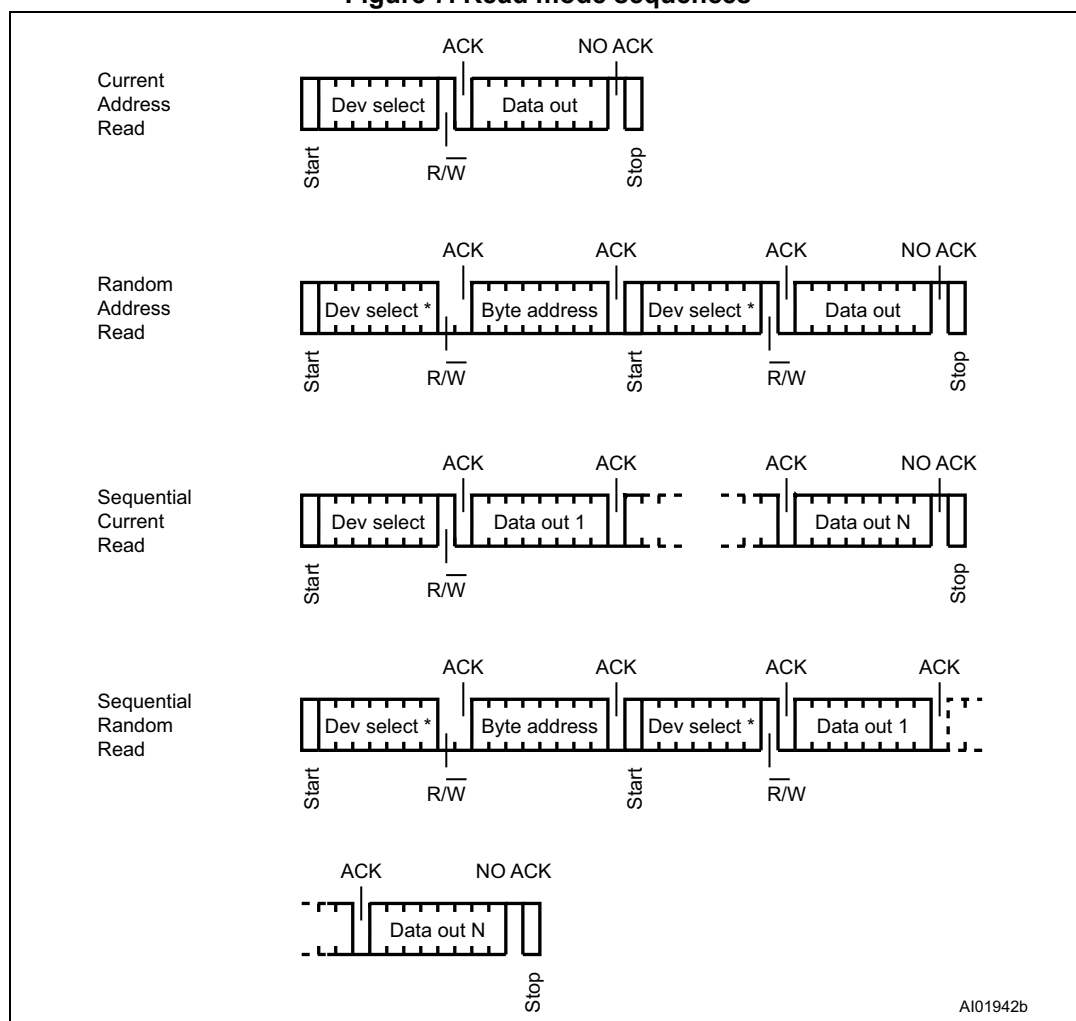 Figure 7. Read mode sequences
ACK NO ACK
Current
Address
Read
Dev select Data out
Start R/W̅ Stop
ACK ACK ACK NO ACK
Random
Address
Read
Dev select * Byte address Dev select * Data out
Start R/W̅ Start R̅/W Stop
ACK ACK ACK NO ACK
Sequential
Current
Read
Dev select Data out 1 Data out N
Start R/W̅ Stop
ACK ACK ACK ACK
Sequential
Random
Read
Dev select * Byte address Dev select * Data out 1
Start R/W̅ Start R̅/W
ACK NO ACK
Data out N
Stop
AI01942b